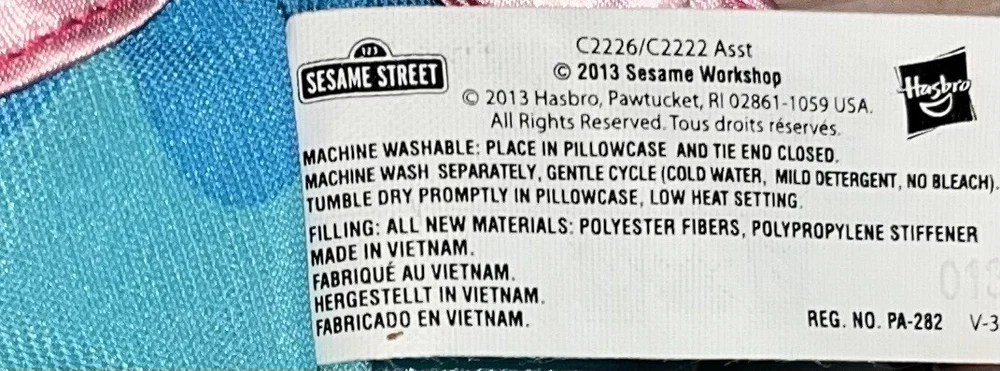 123
SESAME STREET
C2226/C2222 Asst
© 2013 Sesame Workshop
© 2013 Hasbro, Pawtucket, RI 02861-1059 USA.
All Rights Reserved. Tous droits réservés.
Hasbro
MACHINE WASHABLE: PLACE IN PILLOWCASE AND TIE END CLOSED.
MACHINE WASH SEPARATELY, GENTLE CYCLE (COLD WATER, MILD DETERGENT, NO BLEACH).
TUMBLE DRY PROMPTLY IN PILLOWCASE, LOW HEAT SETTING.
FILLING: ALL NEW MATERIALS: POLYESTER FIBERS, POLYPROPYLENE STIFFENER
MADE IN VIETNAM.
FABRIQUÉ AU VIETNAM.
HERGESTELLT IN VIETNAM.
FABRICADO EN VIETNAM.
REG. NO. PA-282 V-3